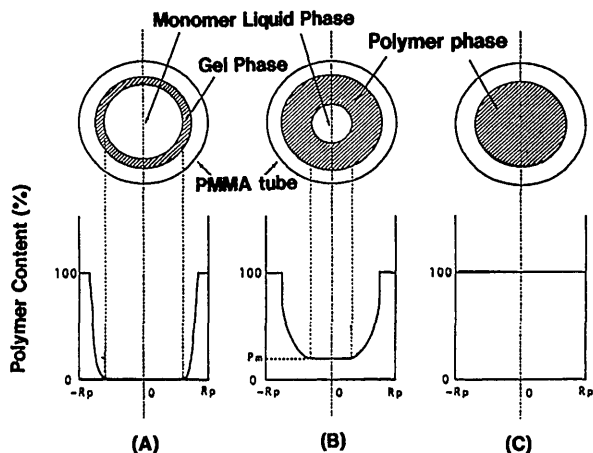 Monomer Liquid Phase
Gel Phase
Polymer phase
PMMA tube
Polymer Content (%)
100
0
-Rp
0
Rp
100
Pm
0
-Rp
0
Rp
100
0
-Rp
0
Rp
(A)
(B)
(C)